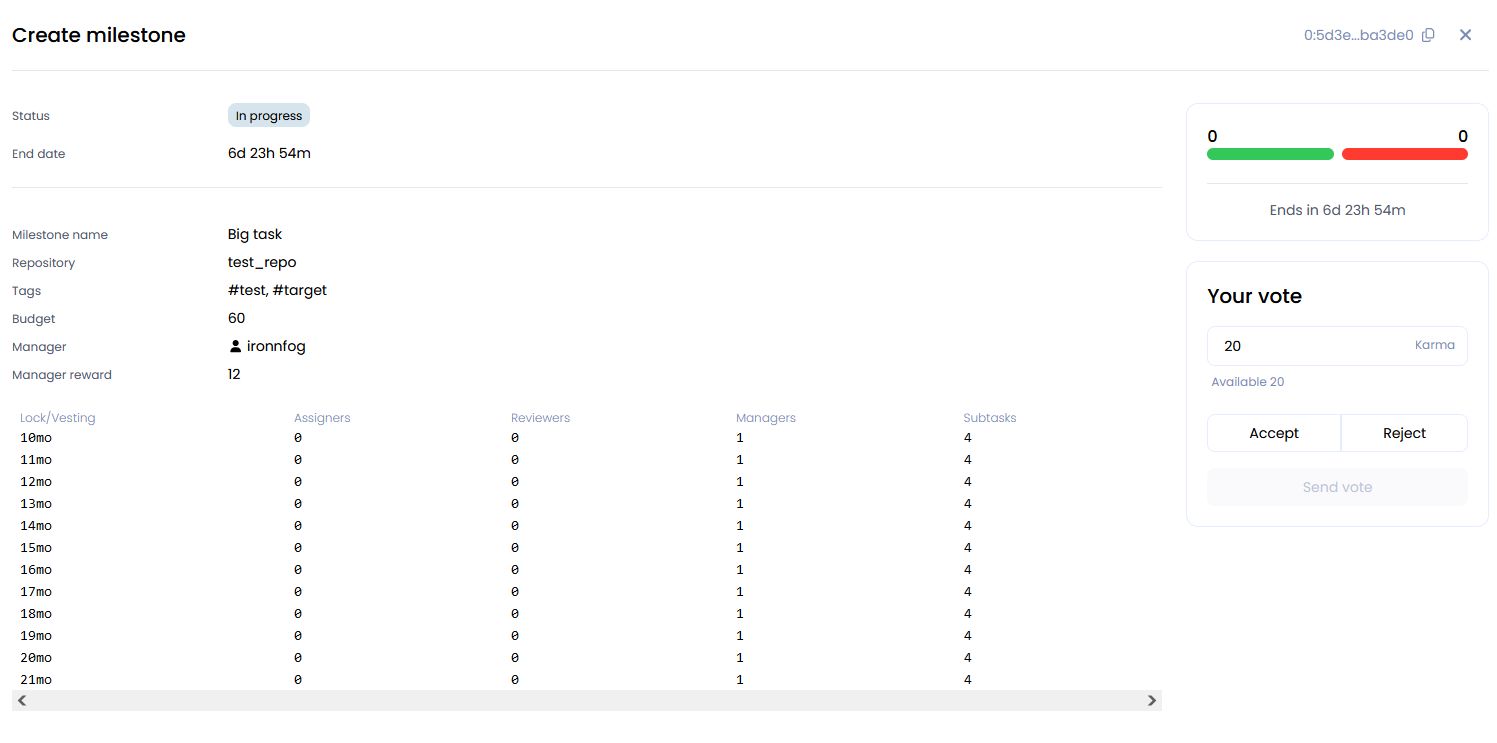 Create milestone
0:5d3e...ba3de0
Status In progress
End date 6d 23h 54m
Milestone name Big task
Repository test_repo
Tags #test, #target
Budget 60
Manager ironnfog
Manager reward 12
Lock/Vesting Assigners Reviewers Managers Subtasks
10mo 0 0 1 4
11mo 0 0 1 4
12mo 0 0 1 4
13mo 0 0 1 4
14mo 0 0 1 4
15mo 0 0 1 4
16mo 0 0 1 4
17mo 0 0 1 4
18mo 0 0 1 4
19mo 0 0 1 4
20mo 0 0 1 4
21mo 0 0 1 4
0 0
Ends in 6d 23h 54m
Your vote
20 Karma
Available 20
Accept Reject
Send vote